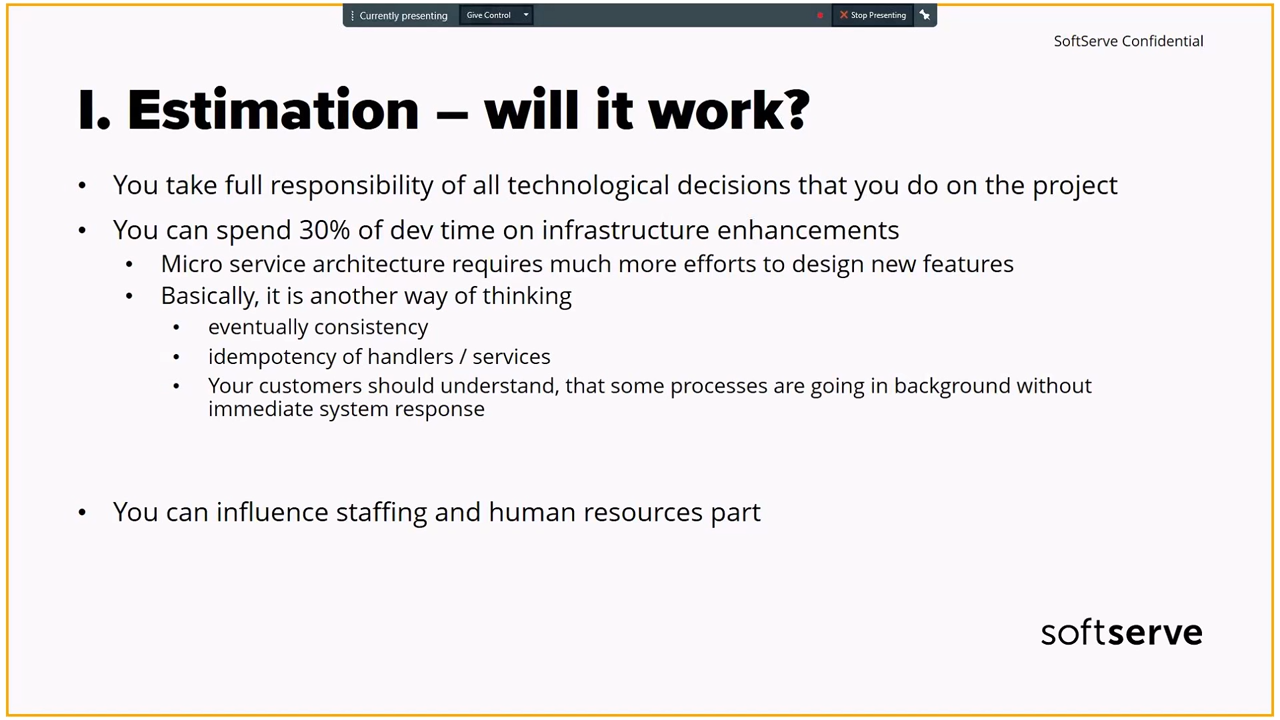 Currently presenting Give Control Stop Presenting
SoftServe Confidential
I. Estimation – will it work?
• You take full responsibility of all technological decisions that you do on the project
• You can spend 30% of dev time on infrastructure enhancements
• Micro service architecture requires much more efforts to design new features
• Basically, it is another way of thinking
• eventually consistency
• idempotency of handlers / services
• Your customers should understand, that some processes are going in background without
immediate system response
• You can influence staffing and human resources part
softserve